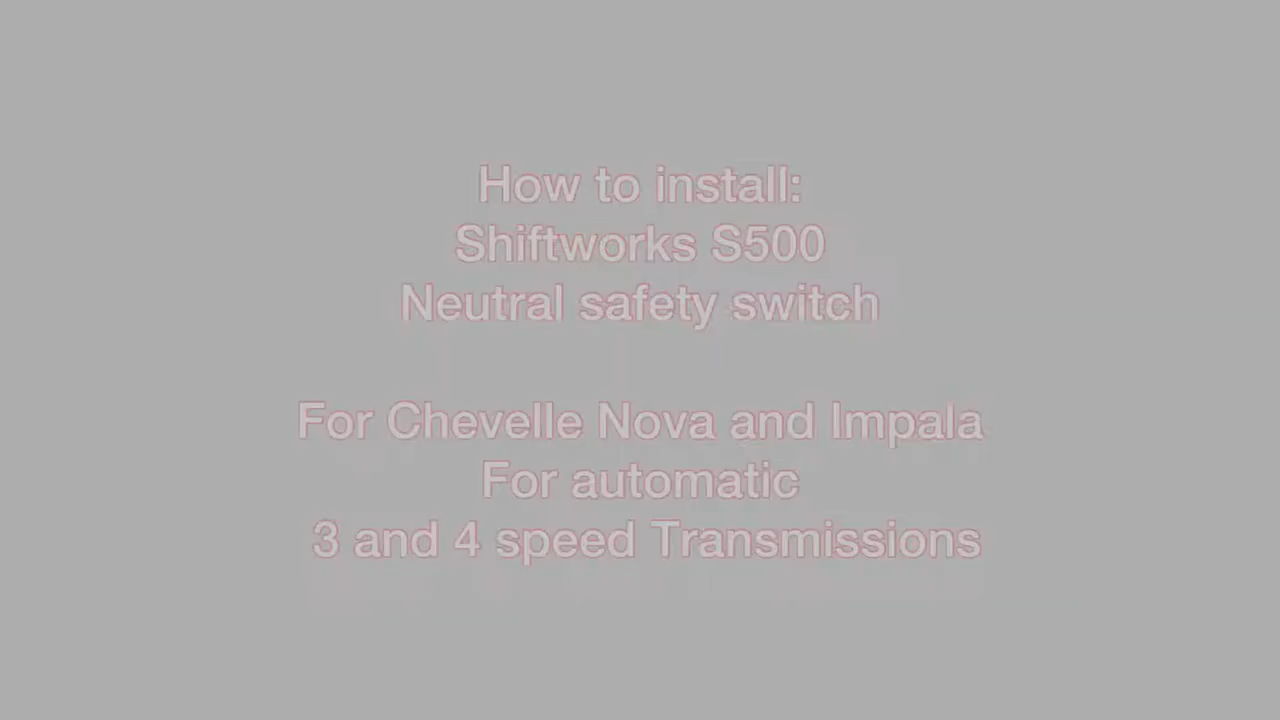 How to install:
Shiftworks S500
Neutral safety switch
For Chevelle Nova and Impala
For automatic
3 and 4 speed Transmissions